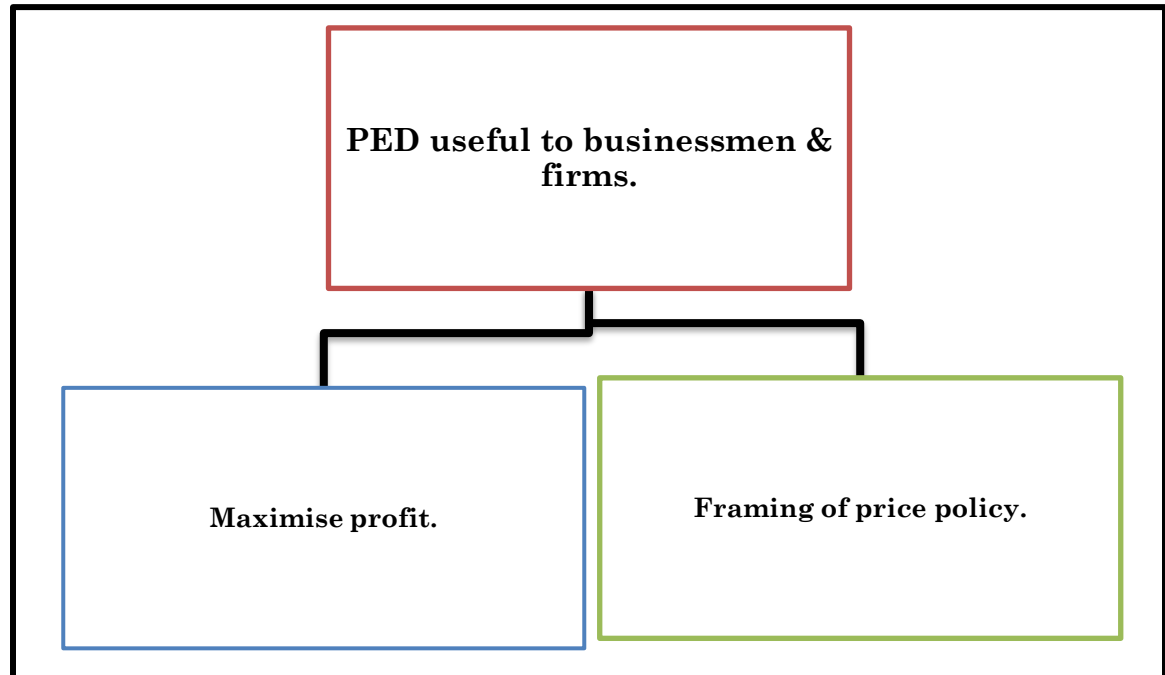 PED useful to businessmen &
firms.
Maximise profit.
Framing of price policy.